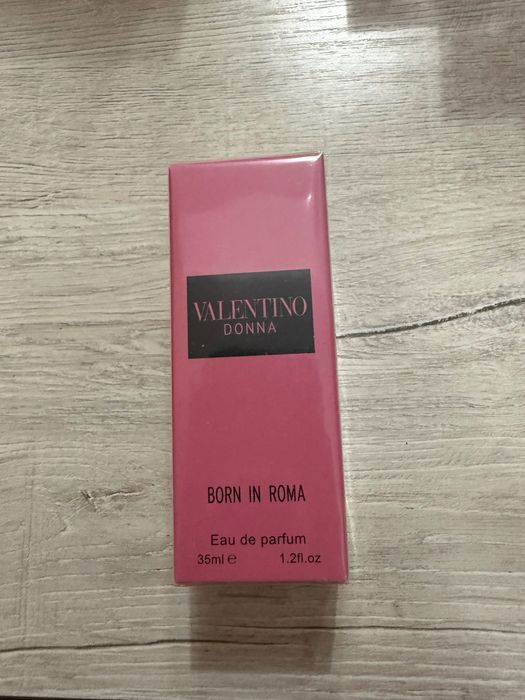 VALENTINO
DONNA
BORN IN ROMA
Eau de parfum
35ml e 1.2fl.oz